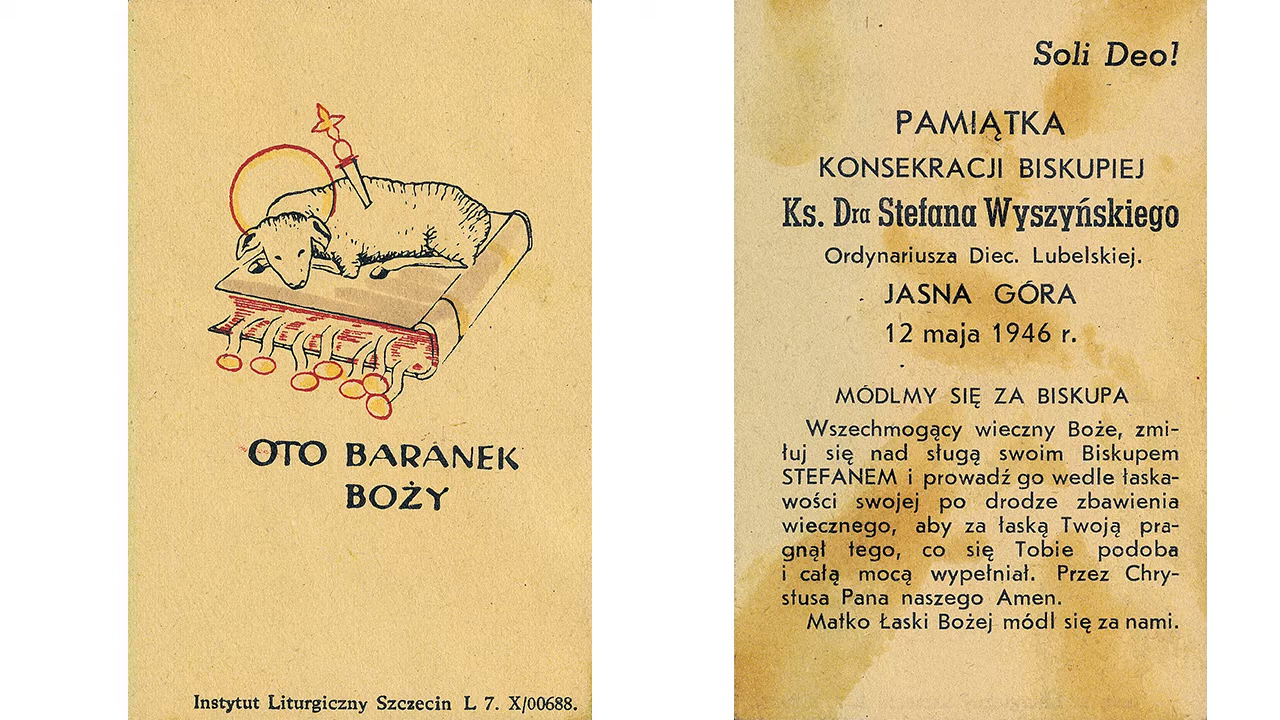 OTO BARANEK
BOŻY
Instytut Liturgiczny Szczecin L 7. X/00688.
Soli Deo!
PAMIĄTKA
KONSEKRACJI BISKUPIEJ
Ks. Dra Stefana Wyszyńskiego
Ordynariusza Diec. Lubelskiej.
JASNA GÓRA
12 maja 1946 r.
MÓDLMY SIĘ ZA BISKUPA
Wszechmogący wieczny Boże, zmi-
łuj się nad sługą swoim Biskupem
STEFANEM i prowadź go wedle łaska-
wości swojej po drodze zbawienia
wiecznego, aby za łaską Twoją pra-
gnął tego, co się Tobie podoba
i całą mocą wypełniał. Przez Chry-
stusa Pana naszego Amen.
Matko Łaski Bożej módl się za nami.